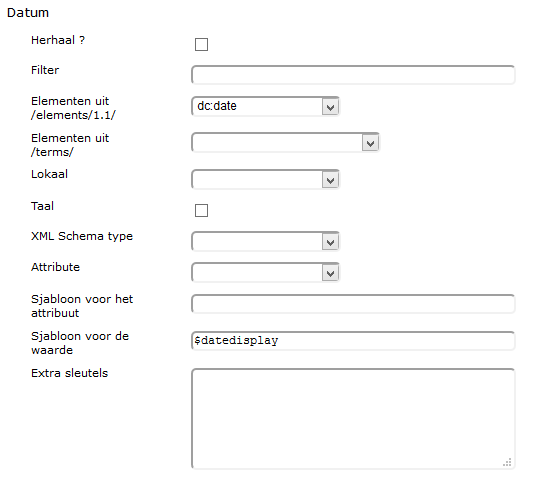 Datum
Herhaal ?
Filter
Elementen uit
/elements/1.1/
dc:date
Elementen uit
/terms/
Lokaal
Taal
XML Schema type
Attribute
Sjabloon voor het
attribuut
Sjabloon voor de
waarde
$datedisplay
Extra sleutels